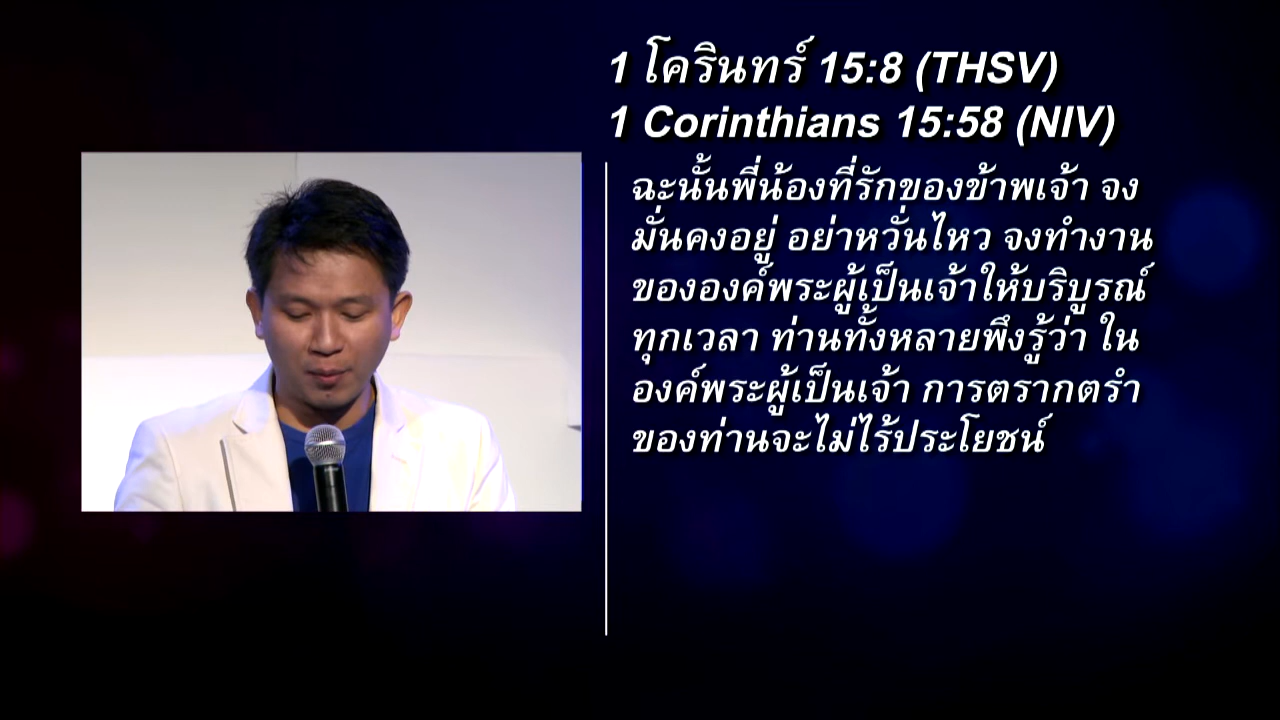 1 โครินทร์ 15:8 (THSV)
1 Corinthians 15:58 (NIV)
ฉะนั้นพี่น้องที่รักของข้าพเจ้า จง
มั่นคงอยู่ อย่าหวั่นไหว จงทำงาน
ขององค์พระผู้เป็นเจ้าให้บริบูรณ์
ทุกเวลา ท่านทั้งหลายพึงรู้ว่า ใน
องค์พระผู้เป็นเจ้า การตรากตรำ
ของท่านจะไม่ไร้ประโยชน์